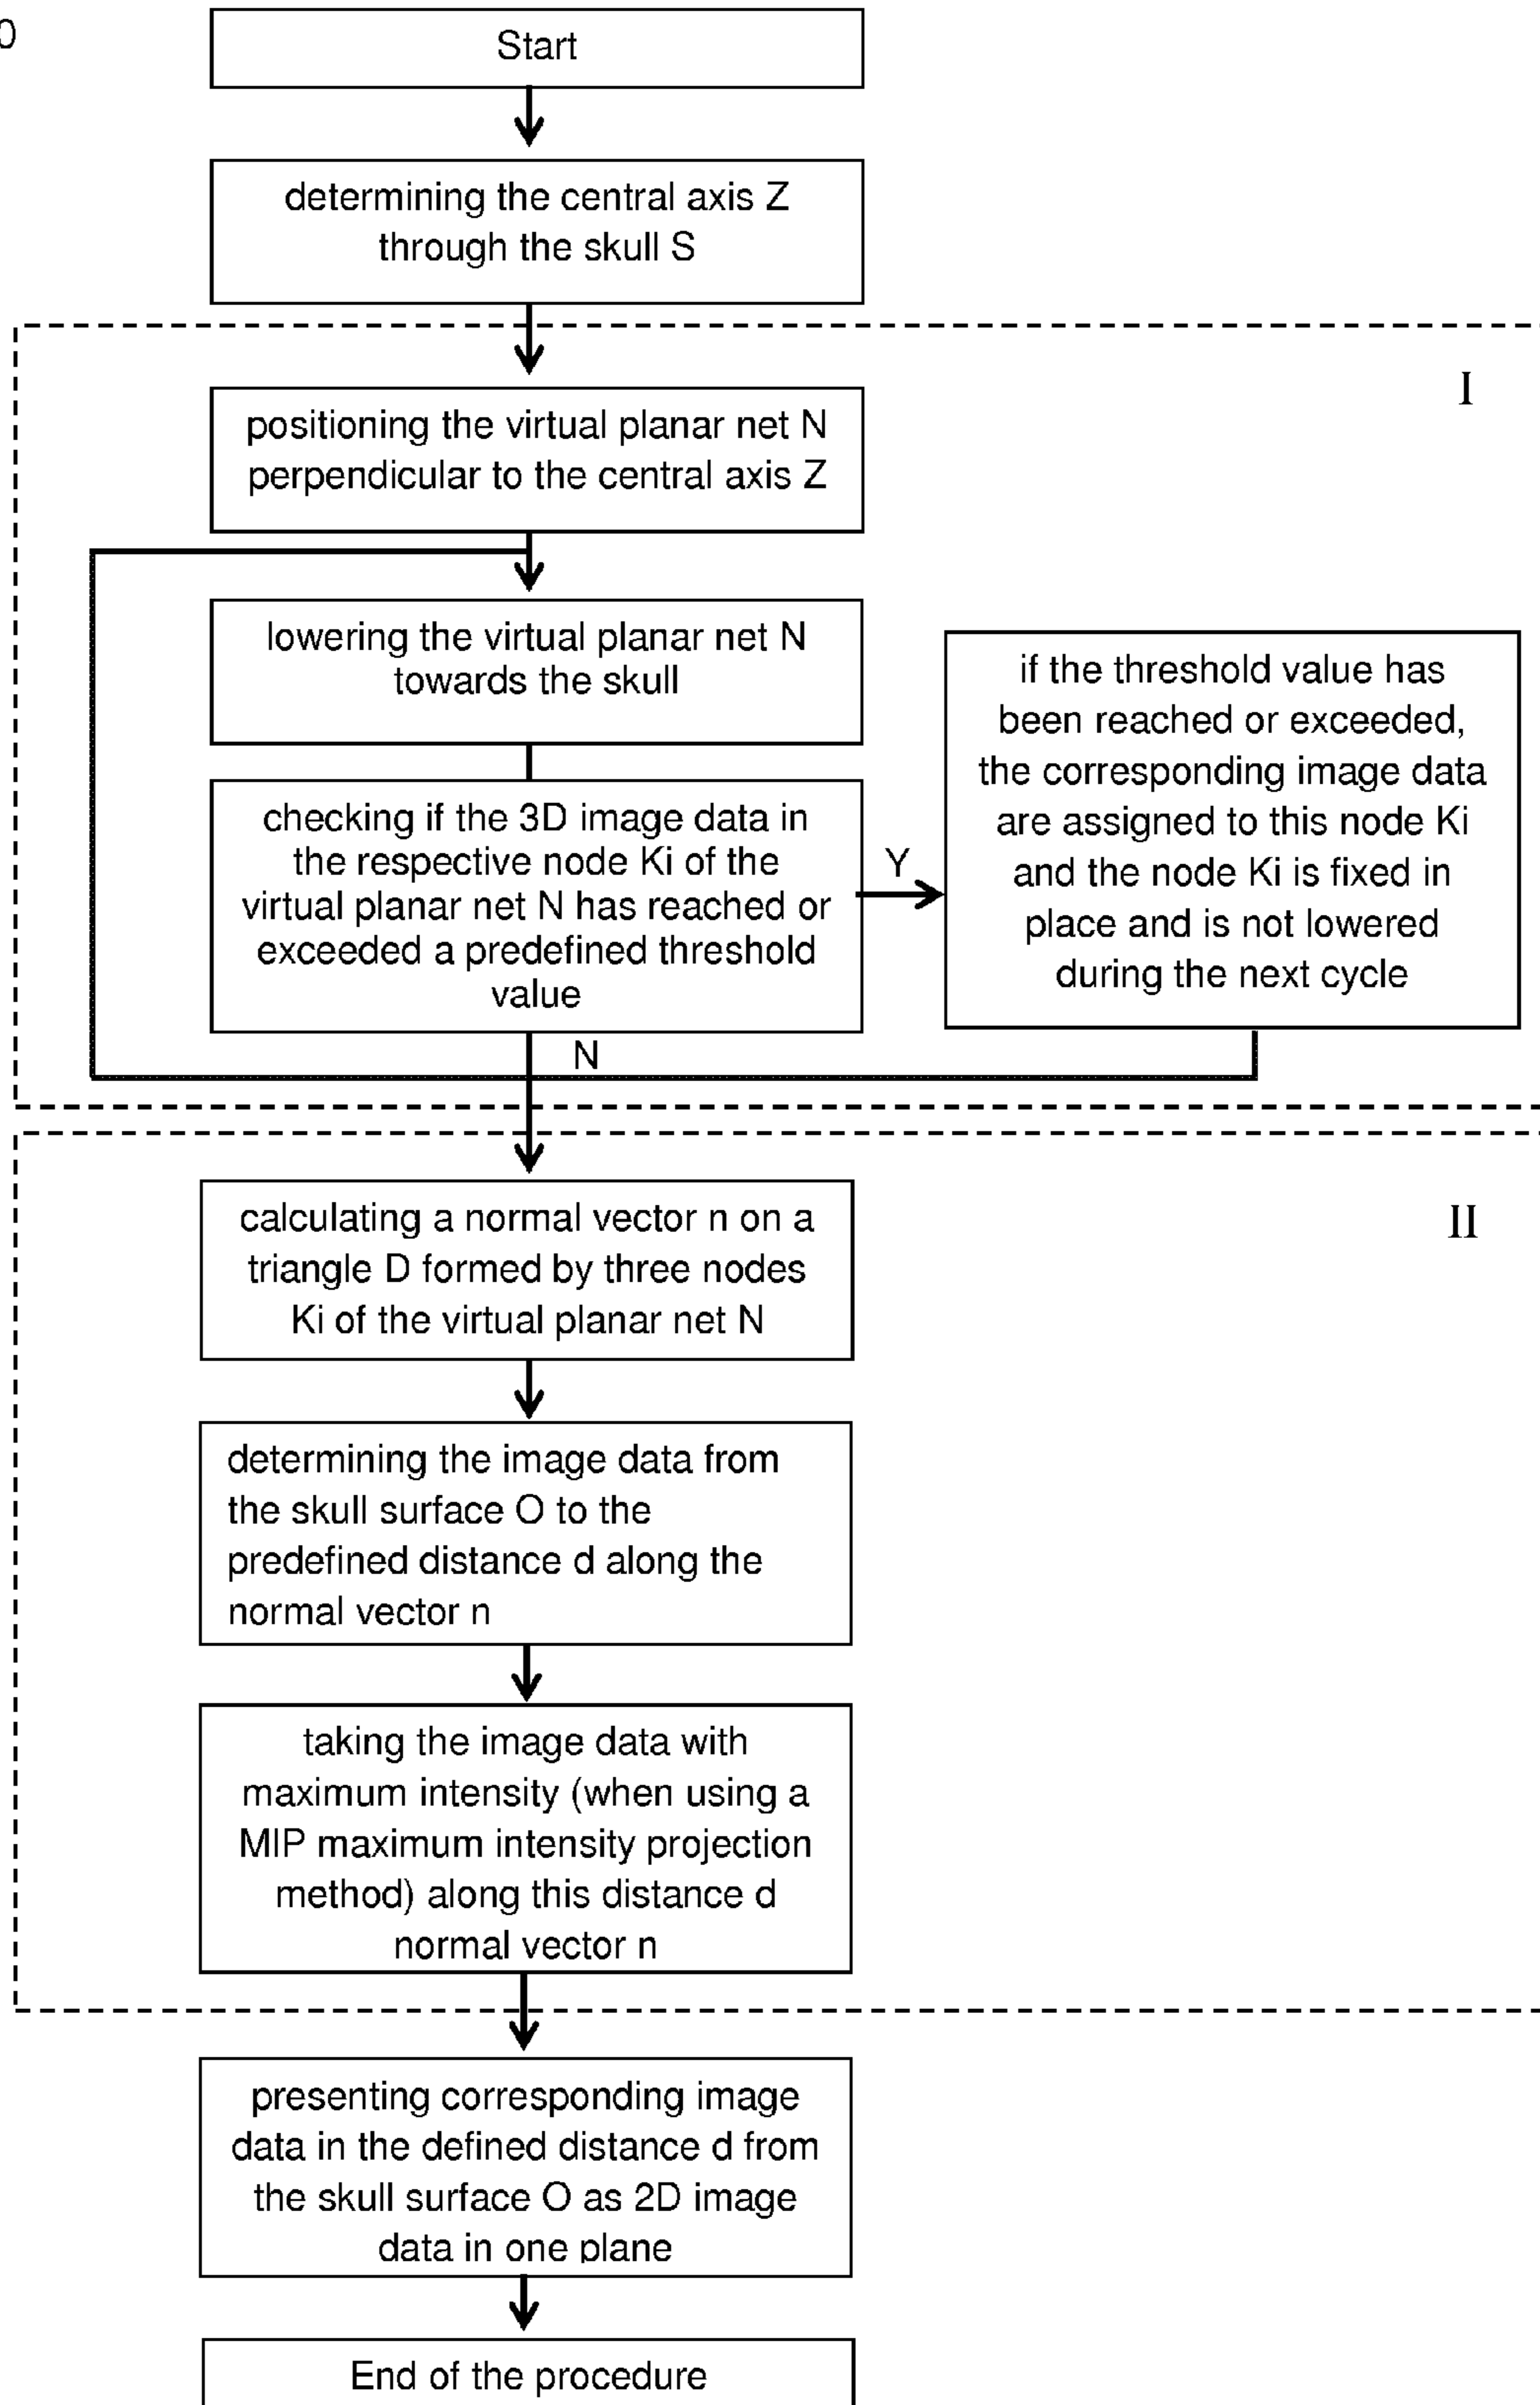 0
Start
determining the central axis Z
through the skull S
I
positioning the virtual planar net N
perpendicular to the central axis Z
lowering the virtual planar net N
towards the skull
checking if the 3D image data in
the respective node Ki of the
virtual planar net N has reached or
exceeded a predefined threshold
value
Y
if the threshold value has
been reached or exceeded,
the corresponding image data
are assigned to this node Ki
and the node Ki is fixed in
place and is not lowered
during the next cycle
N
II
calculating a normal vector n on a
triangle D formed by three nodes
Ki of the virtual planar net N
determining the image data from
the skull surface O to the
predefined distance d along the
normal vector n
taking the image data with
maximum intensity (when using a
MIP maximum intensity projection
method) along this distance d
normal vector n
presenting corresponding image
data in the defined distance d from
the skull surface O as 2D image
data in one plane
End of the procedure